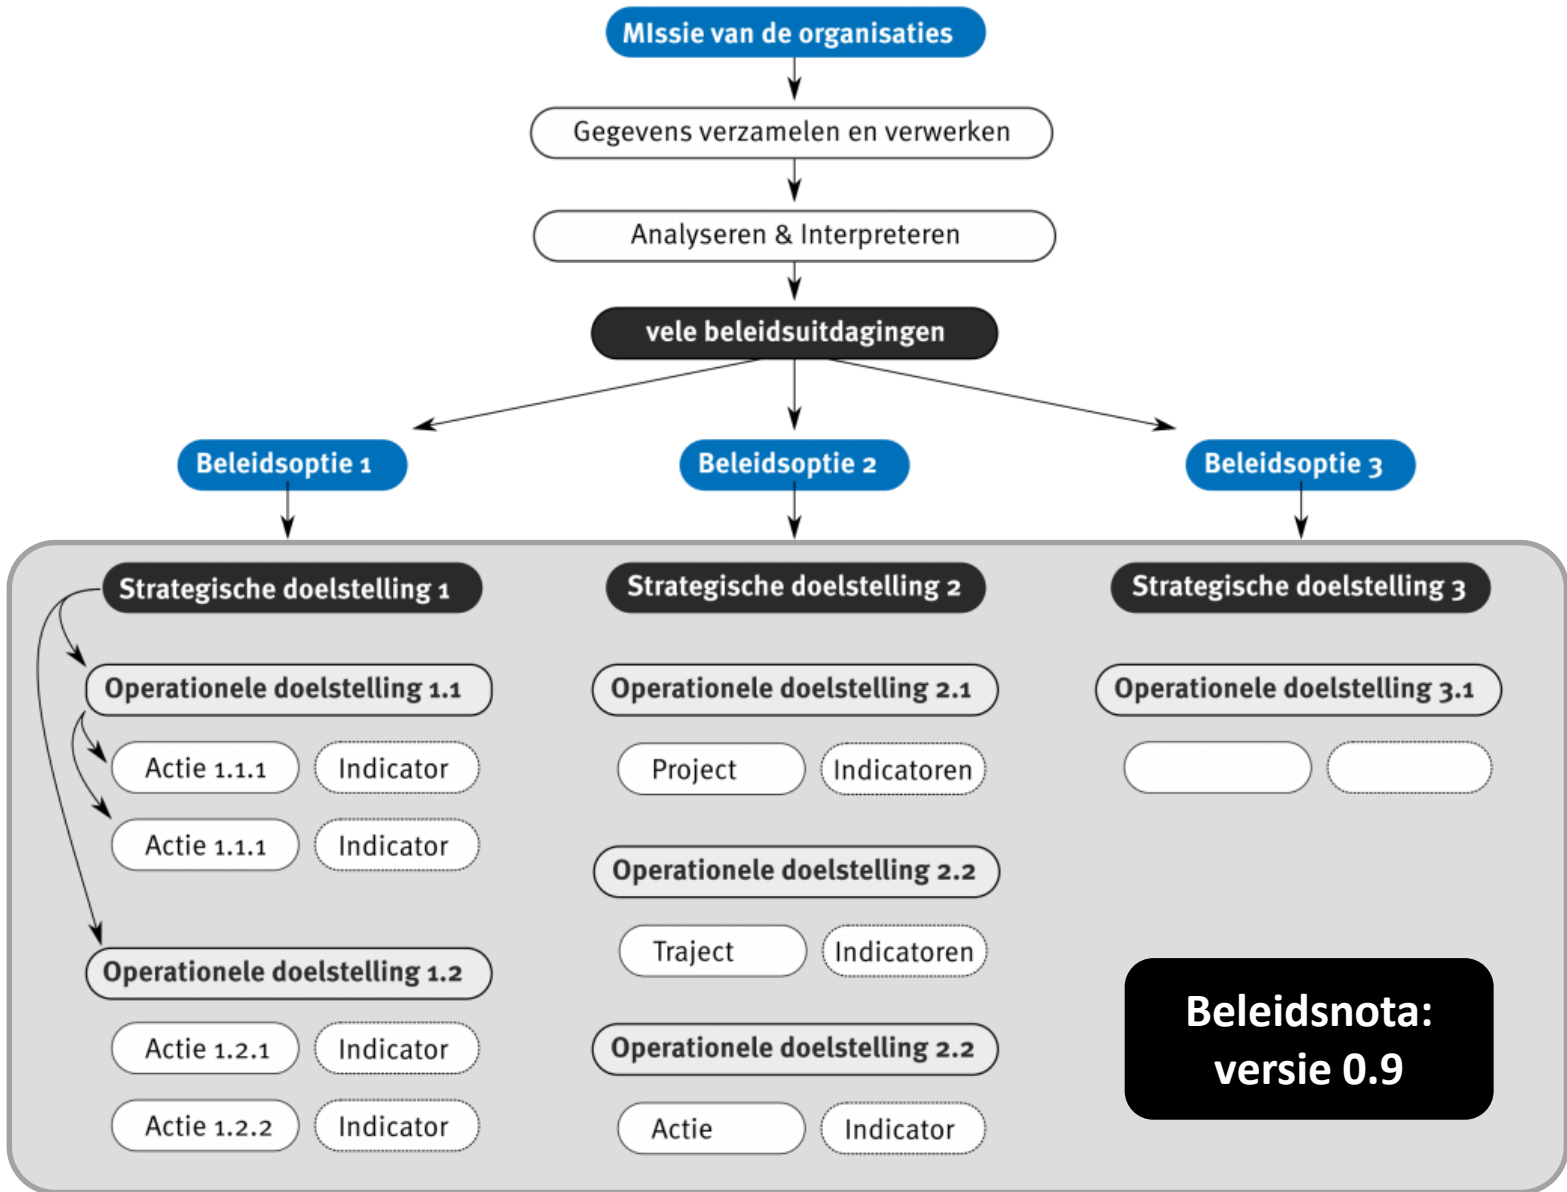 MIssie van de organisaties
Gegevens verzamelen en verwerken
Analyseren & Interpreteren
vele beleidsuitdagingen
Beleidsoptie 1
Beleidsoptie 2
Beleidsoptie 3
Strategische doelstelling 1
Operationele doelstelling 1.1
Actie 1.1.1
Indicator
Actie 1.1.1
Indicator
Operationele doelstelling 1.2
Actie 1.2.1
Indicator
Actie 1.2.2
Indicator
Strategische doelstelling 2
Operationele doelstelling 2.1
Project
Indicatoren
Operationele doelstelling 2.2
Traject
Indicatoren
Operationele doelstelling 2.2
Actie
Indicator
Strategische doelstelling 3
Operationele doelstelling 3.1
Beleidsnota:
versie 0.9